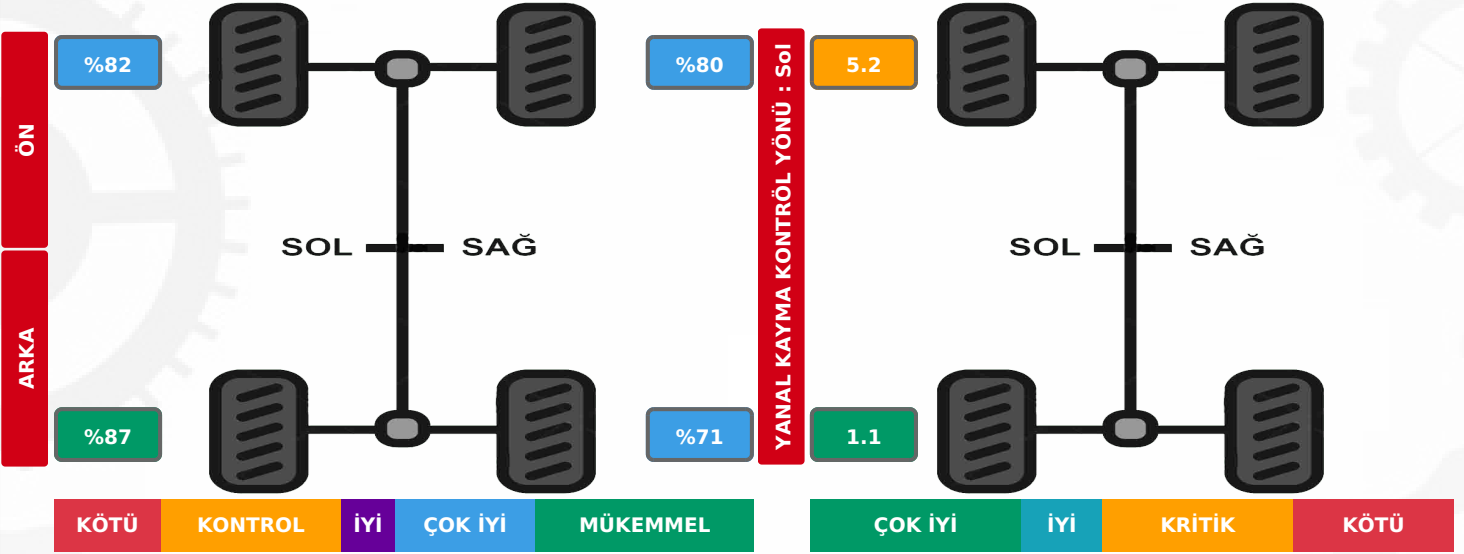 ÖN
%82
%80
YANAL KAYMA KONTRÖL YÖNÜ : Sol
5.2
SOL
SAĞ
SOL
SAĞ
ARKA
%87
%71
1.1
KÖTÜ
KONTROL
İYİ
ÇOK İYİ
MÜKEMMEL
ÇOK İYİ
İYİ
KRİTİK
KÖTÜ